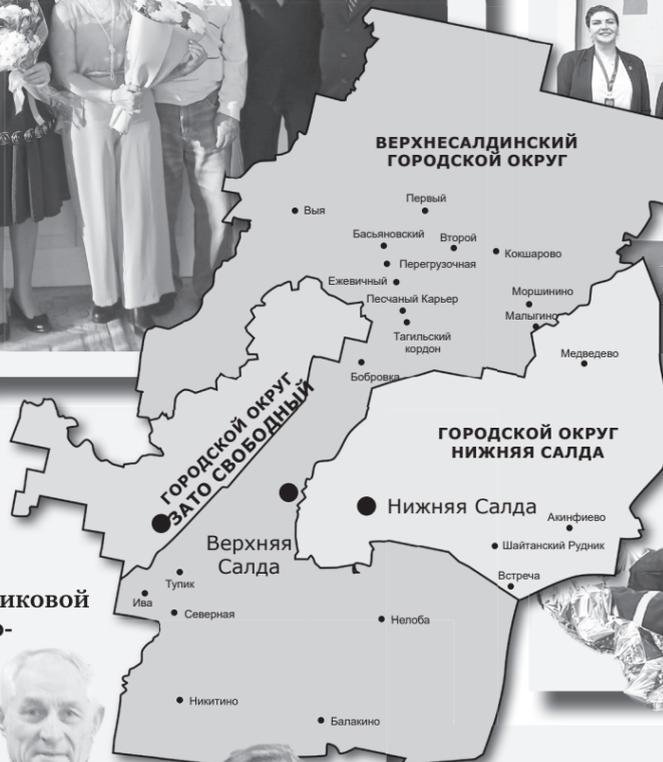 ВЕРХНЕСАЛДИНСКИЙ
ГОРОДСКОЙ ОКРУГ
Первый
Выя
Басьяновский
Второй
Кокшарово
Перегрузочная
Ежевичный
Песчаный Карьер
Моршинино
Малыгино
Тагильский
кордон
Медведево
Бобровка
ГОРОДСКОЙ ОКРУГ
ЗАТО СВОБОДНЫЙ
ГОРОДСКОЙ ОКРУГ
НИЖНЯЯ САЛДА
Нижняя Салда
Акинфиево
Шайтанский Рудник
Верхняя
Салда
Встреча
Тупик
Ива
Северная
Нелоба
Никитино
Балакино
иковой
о-